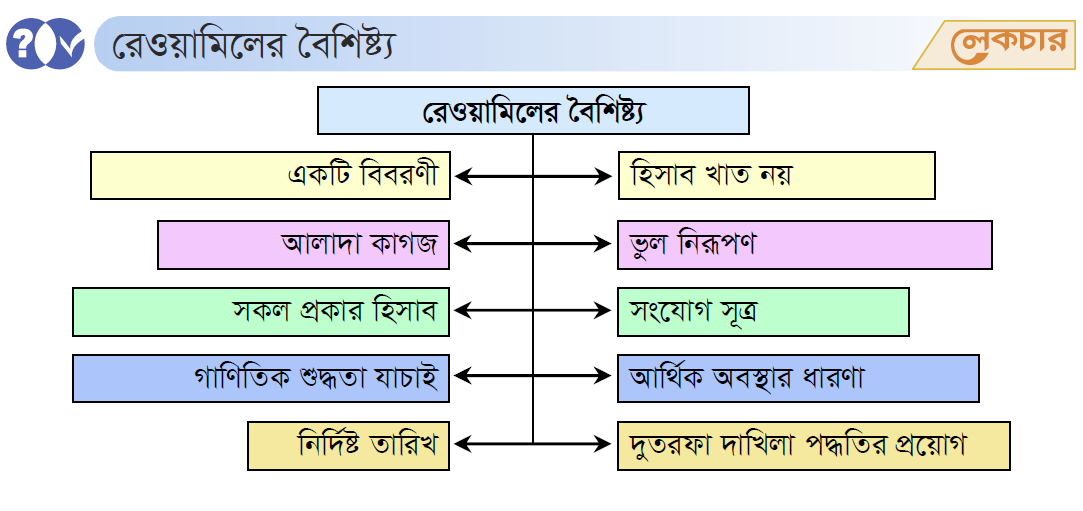 রেওয়ামিলের বৈশিষ্ট্য
লেকচার
রেওয়ামিলের বৈশিষ্ট্য
একটি বিবরণী
হিসাব খাত নয়
আলাদা কাগজ
ভুল নিরূপণ
সকল প্রকার হিসাব
সংযোগ সূত্র
গাণিতিক শুদ্ধতা যাচাই
আর্থিক অবস্থার ধারণা
নির্দিষ্ট তারিখ
দুতরফা দাখিলা পদ্ধতির প্রয়োগ